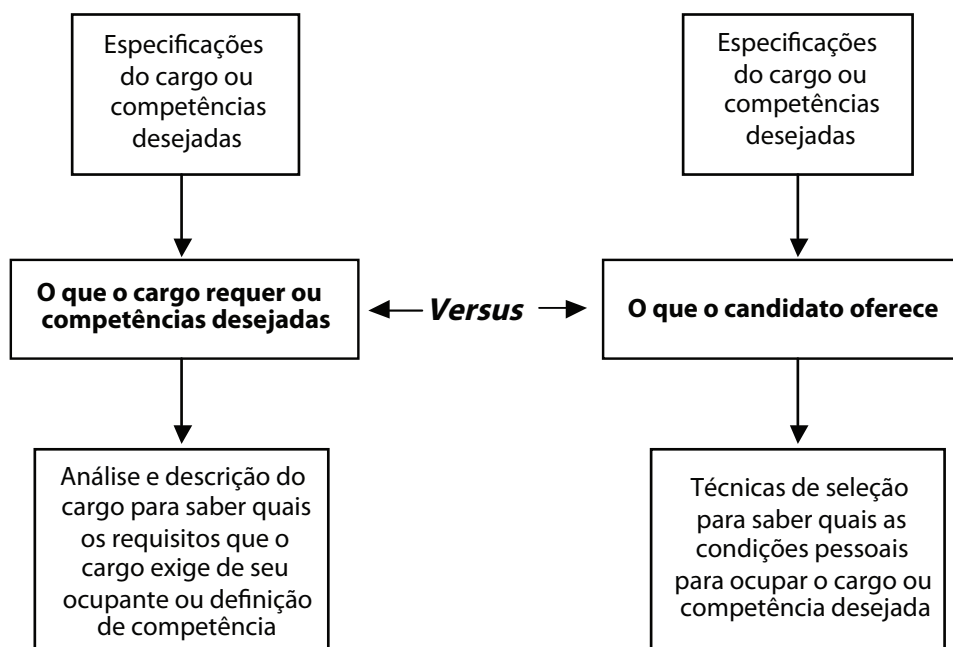 Especificações
do cargo ou
competências
desejadas
Especificações
do cargo ou
competências
desejadas
O que o cargo requer ou
competências desejadas
Versus
O que o candidato oferece
Análise e descrição do
cargo para saber quais
os requisitos que o
cargo exige de seu
ocupante ou definição
de competência
Técnicas de seleção
para saber quais as
condições pessoais
para ocupar o cargo ou
competência desejada